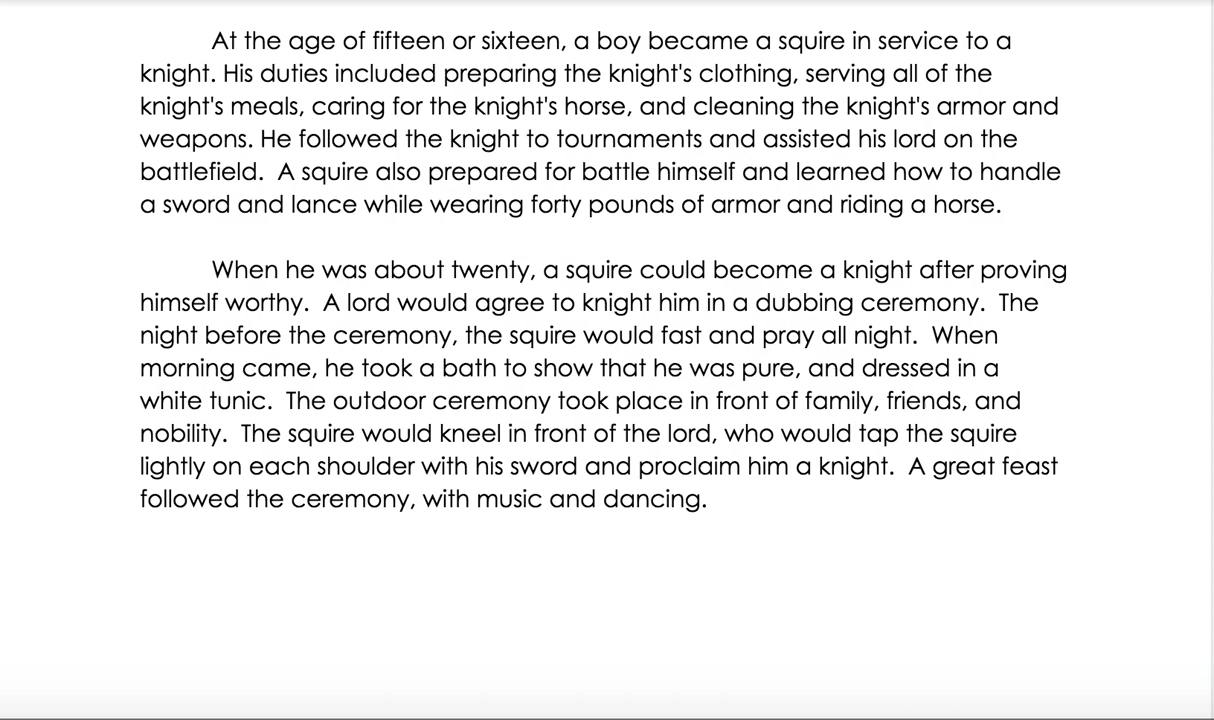 At the age of fifteen or sixteen, a boy became a squire in service to a
knight. His duties included preparing the knight's clothing, serving all of the
knight's meals, caring for the knight's horse, and cleaning the knight's armor and
weapons. He followed the knight to tournaments and assisted his lord on the
battlefield.  A squire also prepared for battle himself and learned how to handle
a sword and lance while wearing forty pounds of armor and riding a horse.
When he was about twenty, a squire could become a knight after proving
himself worthy.  A lord would agree to knight him in a dubbing ceremony.  The
night before the ceremony, the squire would fast and pray all night.  When
morning came, he took a bath to show that he was pure, and dressed in a
white tunic.  The outdoor ceremony took place in front of family, friends, and
nobility.  The squire would kneel in front of the lord, who would tap the squire
lightly on each shoulder with his sword and proclaim him a knight.  A great feast
followed the ceremony, with music and dancing.